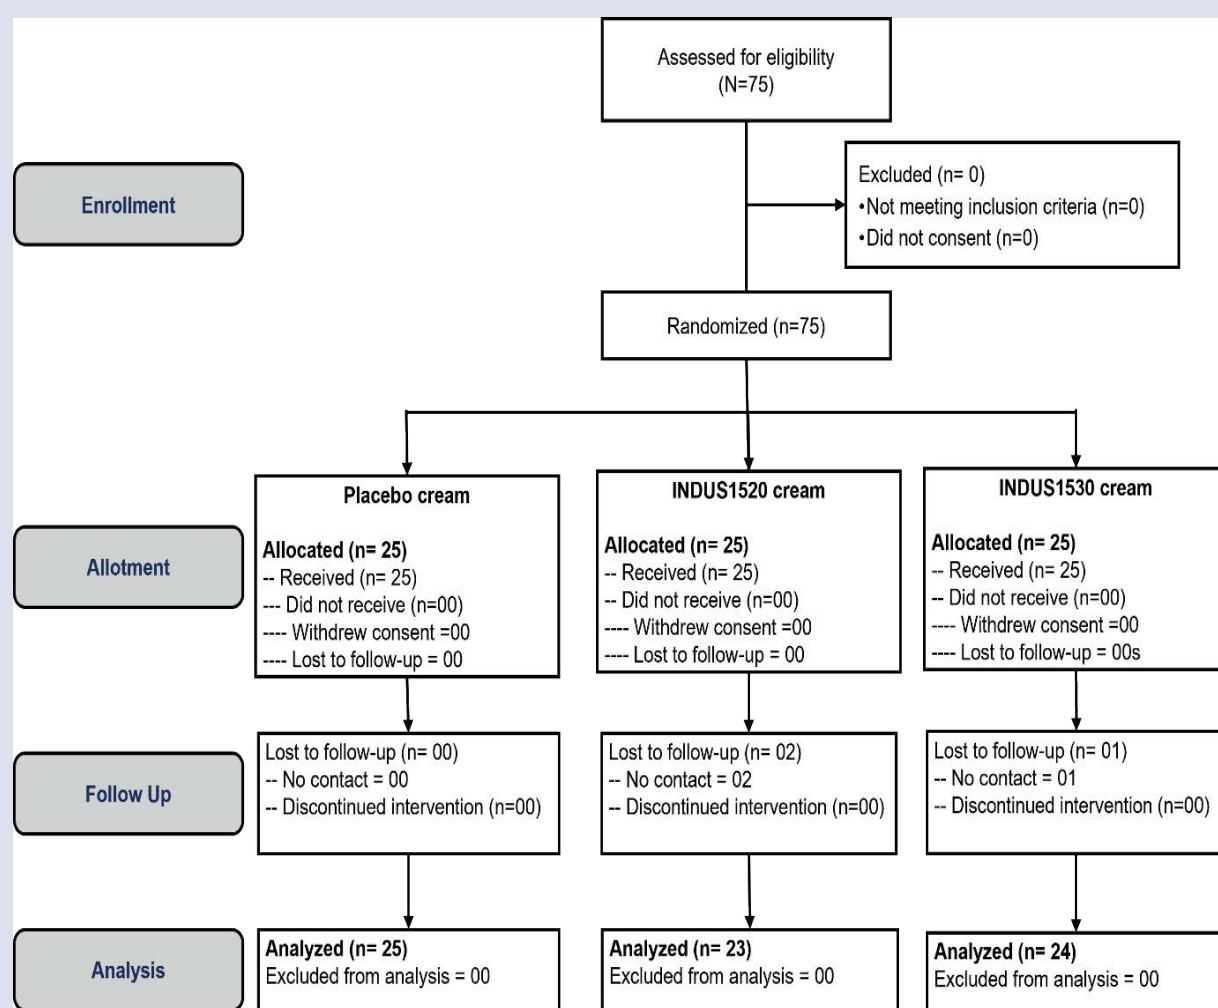 Assessed for eligibility
(N=75)
Enrollment
Excluded (n= 0)
•Not meeting inclusion criteria (n=0)
•Did not consent (n=0)
Randomized (n=75)
Allotment
Placebo cream
Allocated (n= 25)
-- Received (n= 25)
--- Did not receive (n=00)
---- Withdrew consent =00
---- Lost to follow-up = 00
INDUS1520 cream
Allocated (n= 25)
-- Received (n= 25)
-- Did not receive (n=00)
---- Withdrew consent =00
---- Lost to follow-up = 00
INDUS1530 cream
Allocated (n= 25)
-- Received (n= 25)
-- Did not receive (n=00)
---- Withdrew consent =00
---- Lost to follow-up = 00s
Follow Up
Lost to follow-up (n= 00)
-- No contact = 00
-- Discontinued intervention (n=00)
Lost to follow-up (n= 02)
-- No contact = 02
-- Discontinued intervention (n=00)
Lost to follow-up (n= 01)
-- No contact = 01
-- Discontinued intervention (n=00)
Analysis
Analyzed (n= 25)
Excluded from analysis = 00
Analyzed (n= 23)
Excluded from analysis = 00
Analyzed (n= 24)
Excluded from analysis = 00